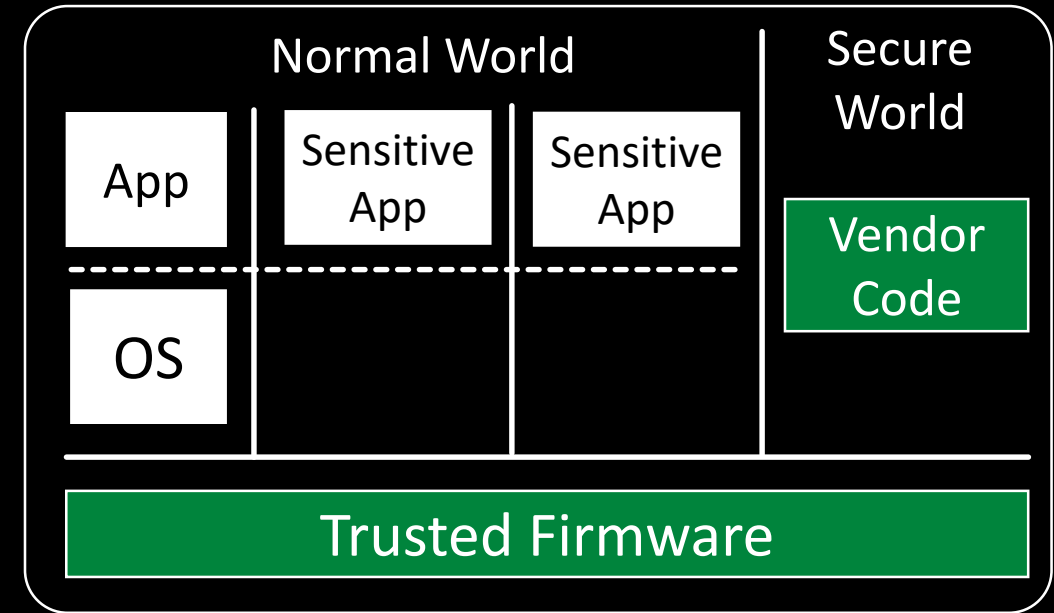 Normal World
Secure
World
App
Sensitive
App
Sensitive
App
Vendor
Code
OS
Trusted Firmware